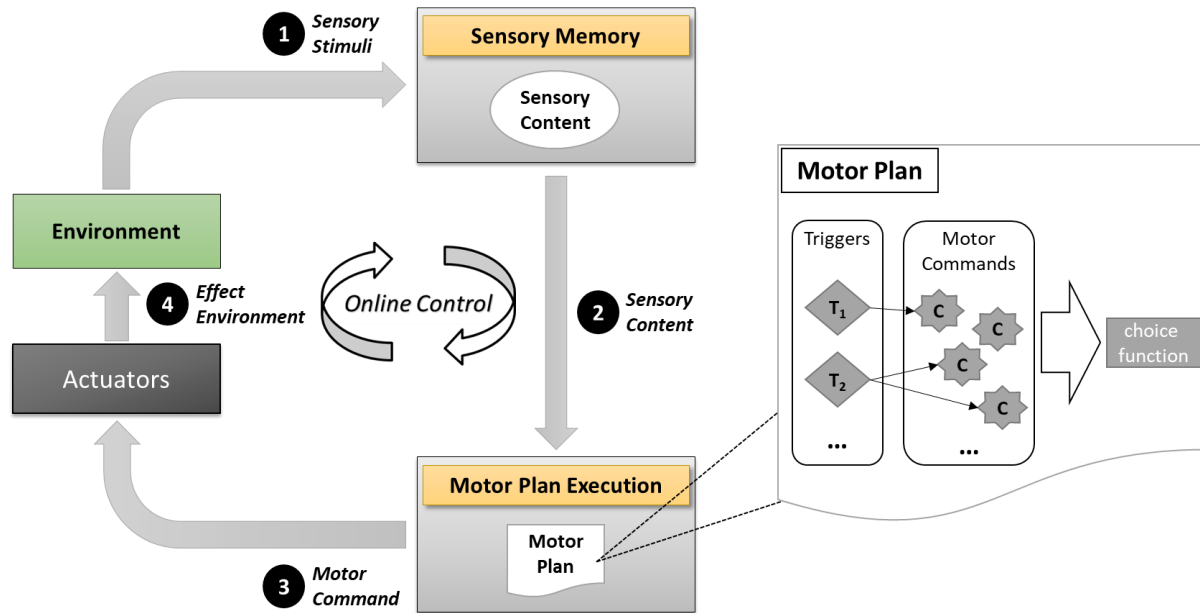 1
Sensory
Stimuli
Sensory Memory
Sensory
Content
Environment
4
Effect
Environment
Online Control
2
Sensory
Content
Actuators
Motor Plan Execution
Motor
Plan
3
Motor
Command
Motor Plan
Triggers
Motor
Commands
T1
C
C
T2
C
C
...
...
choice
function